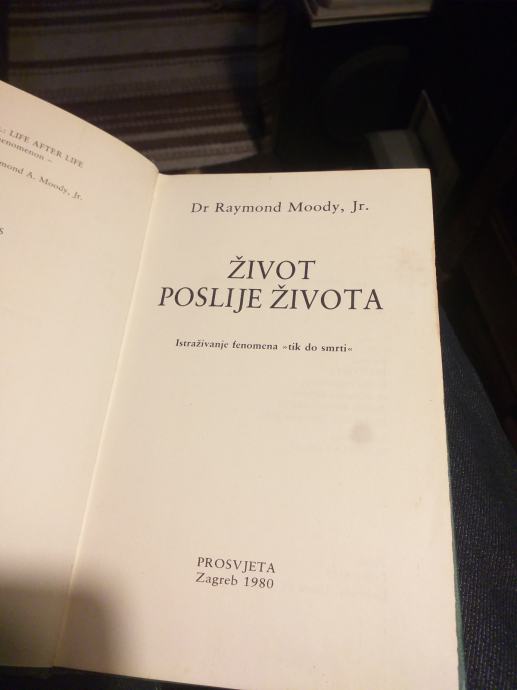 : LIFE AFTER LIFE
henomenon –
mond A. Moody, Jr.
S
Dr Raymond Moody, Jr.
ŽIVOT
POSLIJE ŽIVOTA
Istraživanje fenomena »tik do smrti«
PROSVJETA
Zagreb 1980